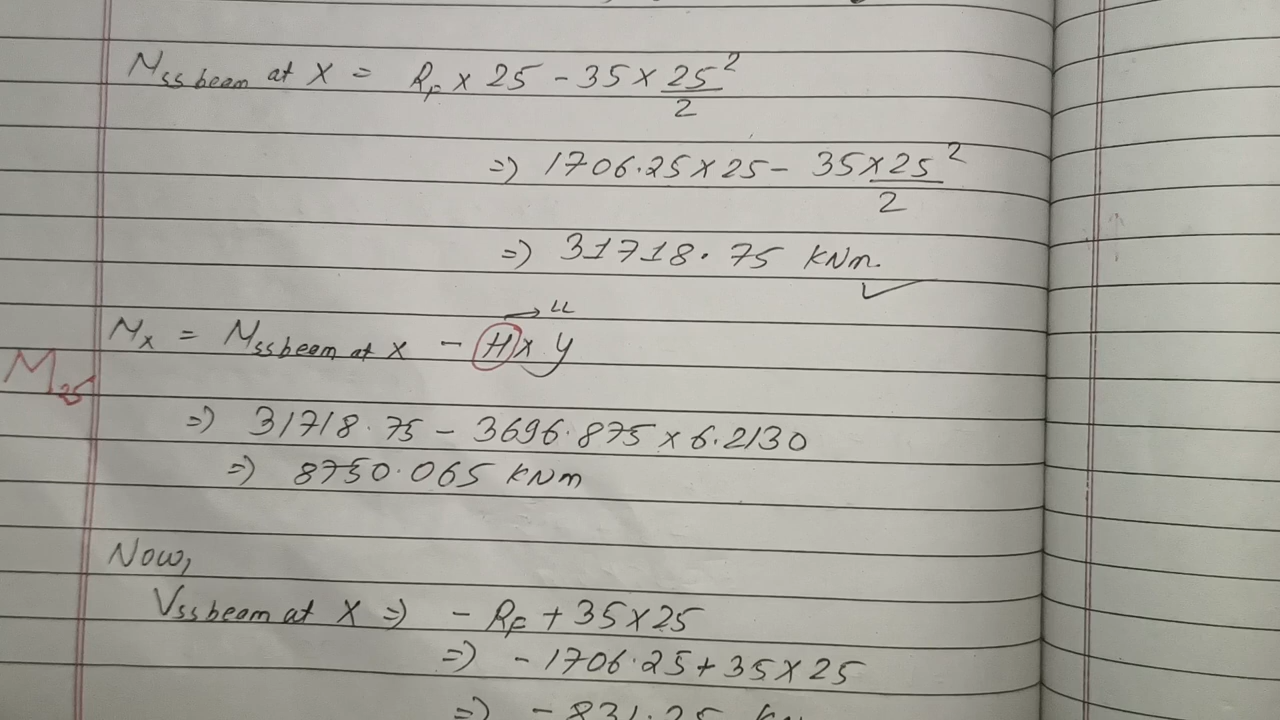 Mss beam at X = RF x 25 - 35 x 25²/2
=) 1706.25 x 25 - 35 x 25²/2
=) 31718.75 KNm.
Mx = Mss beam at X - H x y
M25
=) 31718.75 - 3696.875 x 6.2130
=) 8750.065 KNm
Now,
Vss beam at X =) - RF + 35 x 25
=) - 1706.25 + 35 x 25
=) - 831.25